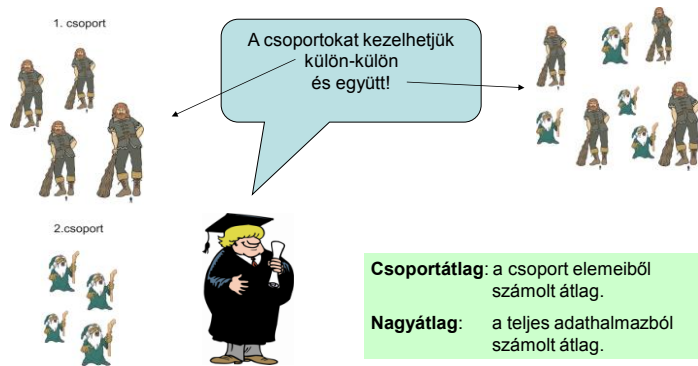 1. csoport
A csoportokat kezelhetjük
külön-külön
és együtt!
2.csoport
Csoportátlag: a csoport elemeiből
számolt átlag.
Nagyátlag: a teljes adathalmazból
számolt átlag.